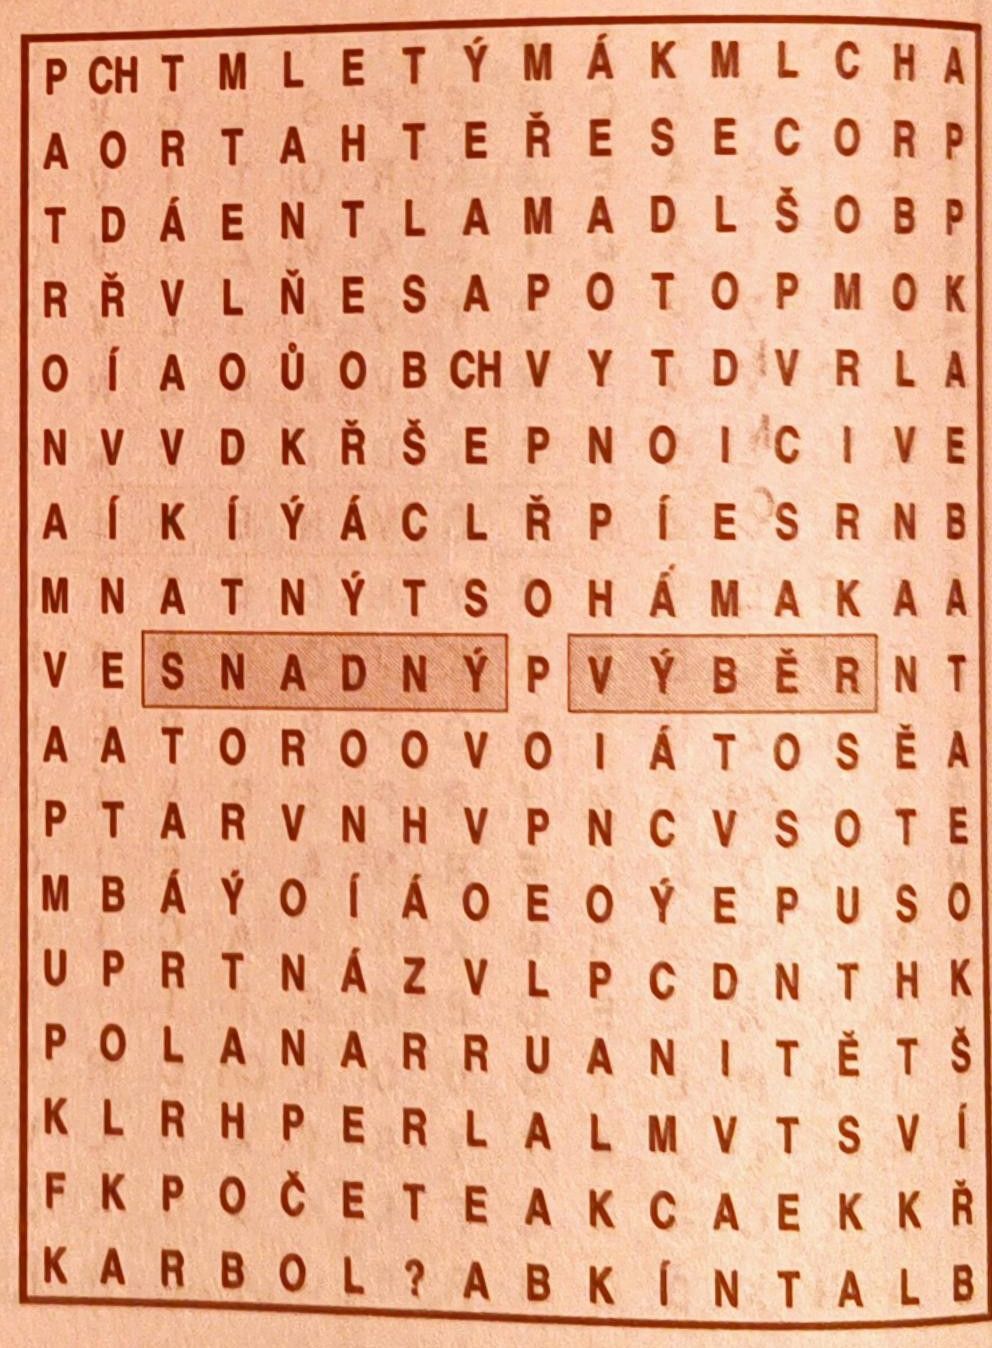 P CH T M L E T Ý M Á K M L C H A
A O R T A H T E Ř E S E C O R P
T D Á E N T L A M A D L Š O B P
R Ř V L Ň E S A P O T O P M O K
O Í A O Ů O B CH V Y T D V R L A
N V V D K Ř Š E P N O I C I V E
A Í K Í Ý Á C L Ř P Í E S R N B
M N A T N Ý T S O H Á M A K A A
V E S N A D N Ý P V Ý B Ě R N T
A A T O R O O V O I Á T O S Ě A
P T A R V N H V P N C V S O T E
M B Á Ý O Í Á O E O Ý E P U S O
U P R T N Á Z V L P C D N T H K
P O L A N A R R U A N I T Ě T Š
K L R H P E R L A L M V T S V Í
F K P O Č E T E A K C A E K K Ř
K A R B O L ? A B K Í N T A L B